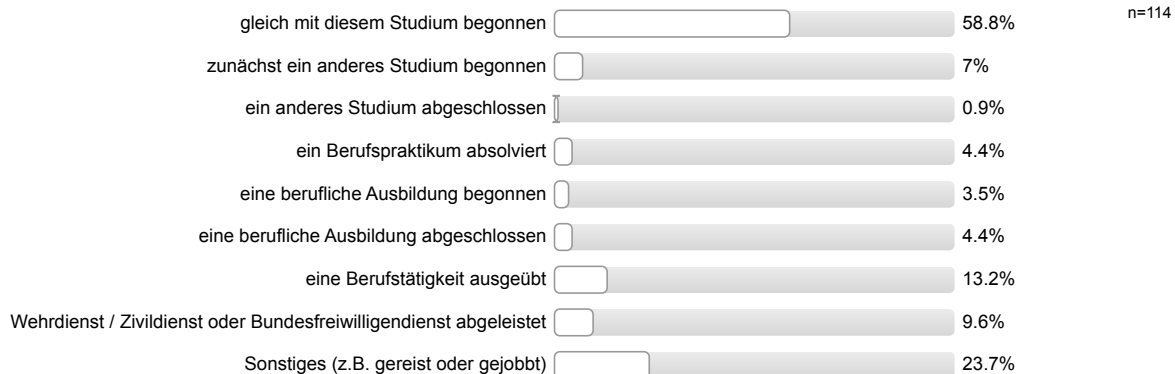 gleich mit diesem Studium begonnen 58.8% n=114
zunächst ein anderes Studium begonnen 7%
ein anderes Studium abgeschlossen 0.9%
ein Berufspraktikum absolviert 4.4%
eine berufliche Ausbildung begonnen 3.5%
eine berufliche Ausbildung abgeschlossen 4.4%
eine Berufstätigkeit ausgeübt 13.2%
Wehrdienst / Zivildienst oder Bundesfreiwilligendienst abgeleistet 9.6%
Sonstiges (z.B. gereist oder gejobbt) 23.7%